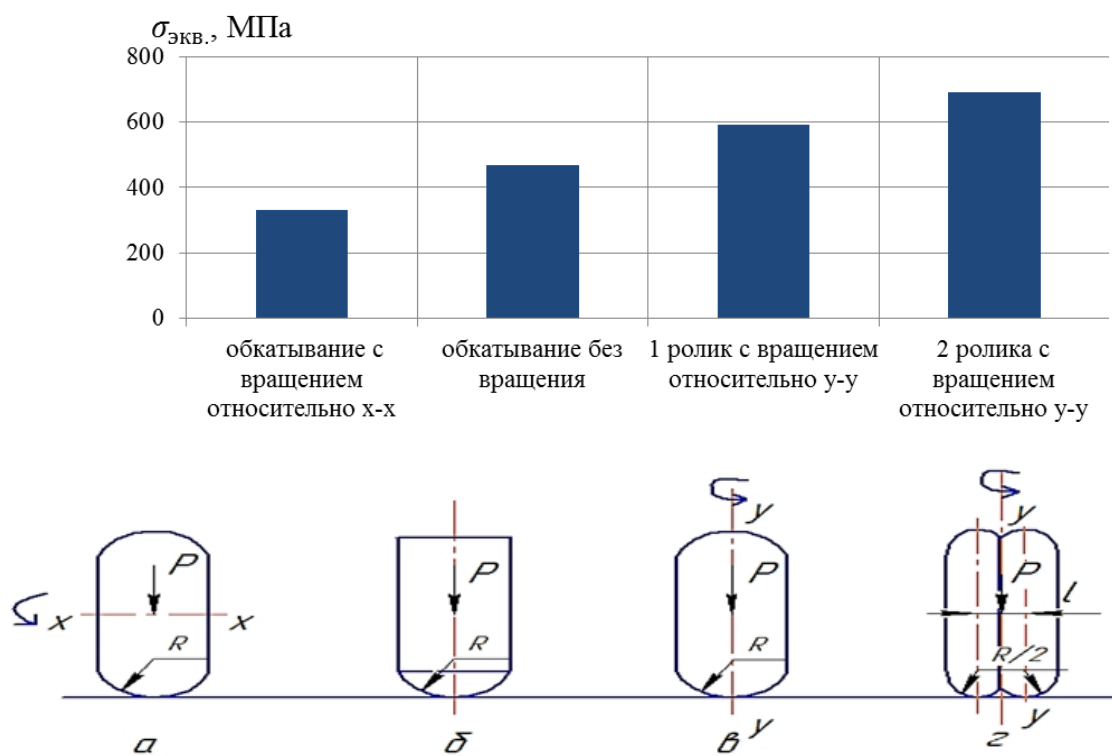 σэкв., МПа
800
600
400
200
0
обкатывание с
вращением
относительно x-x
обкатывание без
вращения
1 ролик с вращением
относительно y-y
2 ролика с
вращением
относительно y-y
P
x
x
R
а
P
R
б
y
P
R
y
в
y
P
l
R/2
y
г